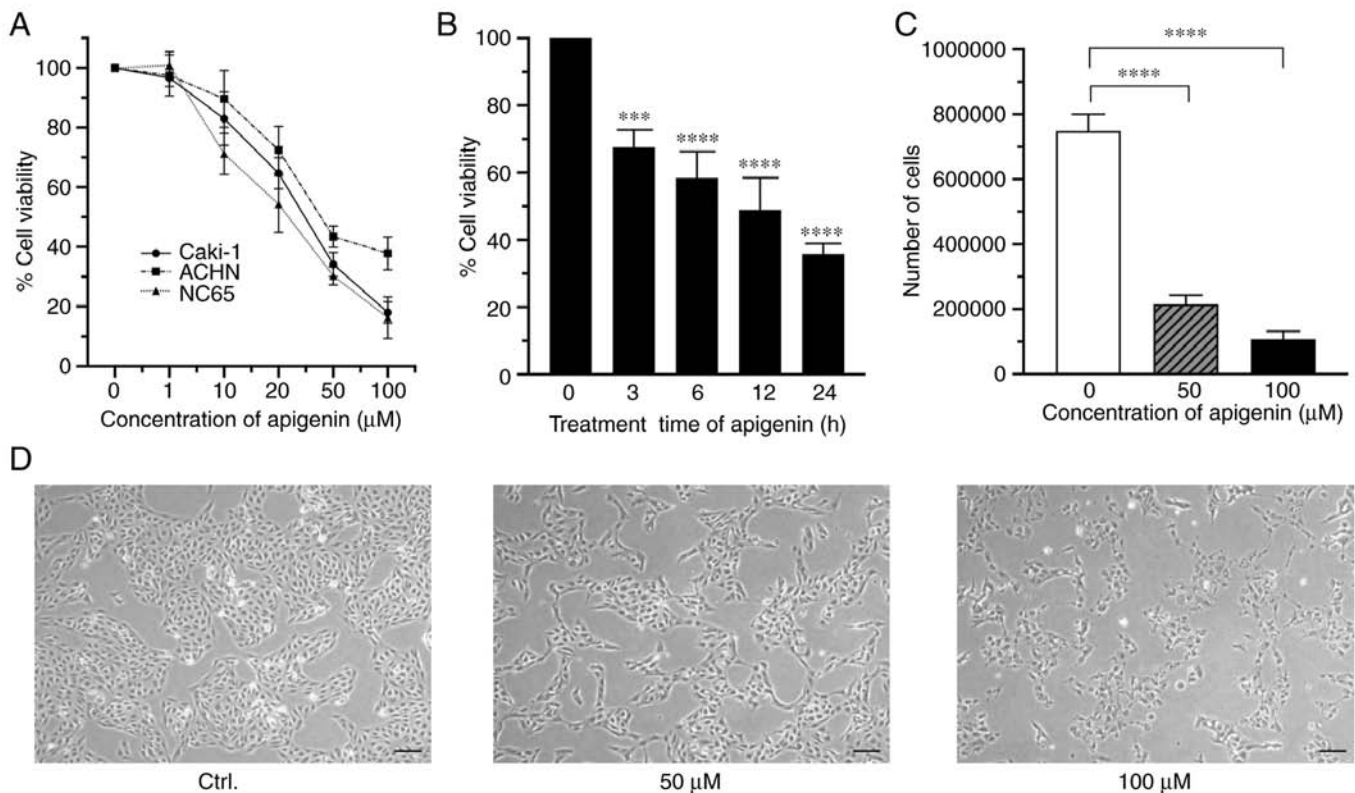 A
100
80
60
40
20
0
% Cell viability
Caki-1
ACHN
NC65
0 1 10 20 50 100
Concentration of apigenin (μM)
B
100
80
60
40
20
0
% Cell viability
***
****
****
****
0 3 6 12 24
Treatment time of apigenin (h)
C
1000000
800000
600000
400000
200000
0
Number of cells
****
****
0 50 100
Concentration of apigenin (μM)
D
Ctrl.
50 μM
100 μM